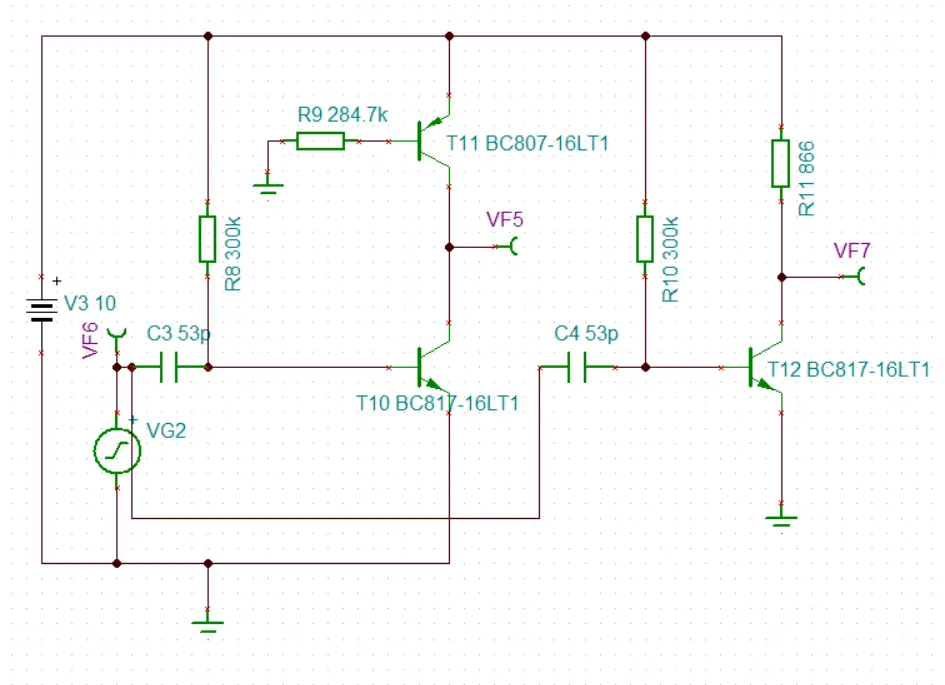 R9 284.7k
T11 BC807-16LT1
R11 866
VF5
R8 300k
R10 300k
VF7
+
V3 10
VF6
C3 53p
C4 53p
T12 BC817-16LT1
T10 BC817-16LT1
+
VG2